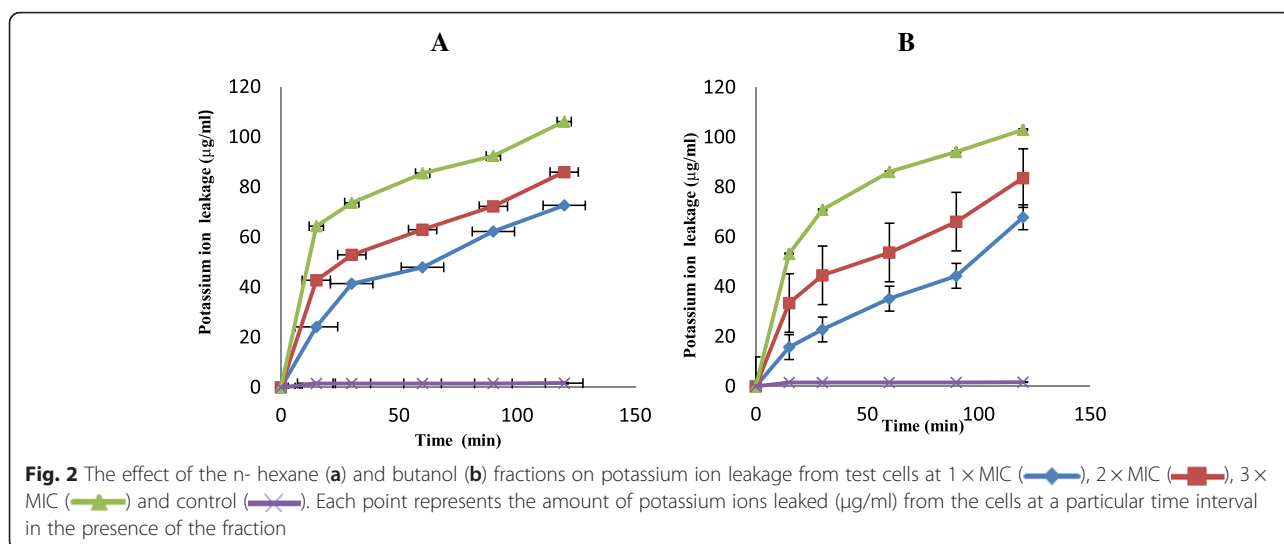 A
B
Potassium ion leakage (µg/ml)
120
100
80
60
40
20
0
0
50
100
150
Time (min)
Potassium ion leakage(µg/ml)
120
100
80
60
40
20
0
0
50
100
150
Time (min)
Fig. 2 The effect of the n- hexane (a) and butanol (b) fractions on potassium ion leakage from test cells at 1 × MIC ( ), 2 × MIC ( ), 3 ×
MIC ( ) and control ( ). Each point represents the amount of potassium ions leaked (µg/ml) from the cells at a particular time interval
in the presence of the fraction